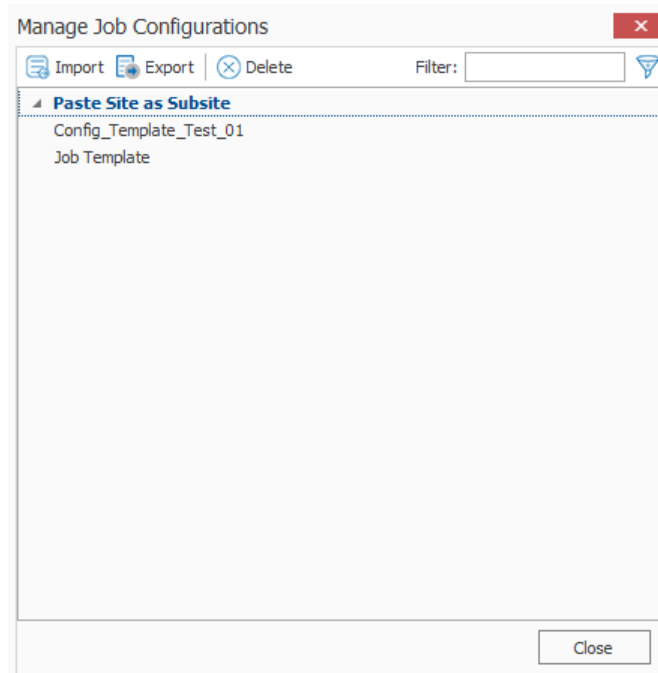 Manage Job Configurations
Import Export Delete Filter:
Paste Site as Subsite
Config_Template_Test_01
Job Template
Close